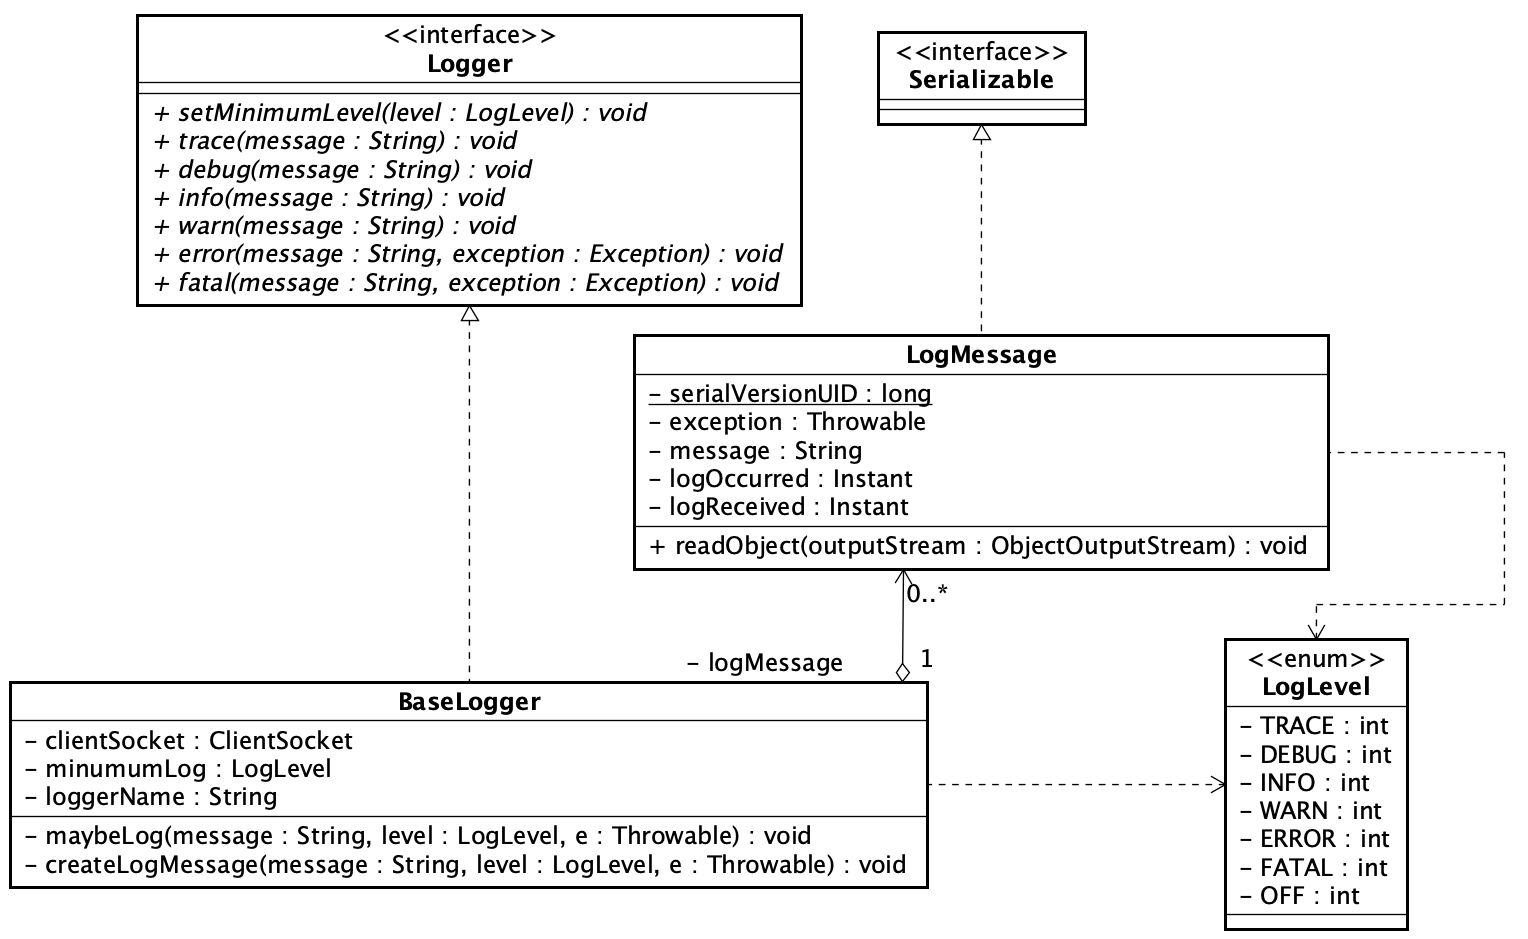 <<interface>>
Logger
+ setMinimumLevel(level : LogLevel) : void
+ trace(message : String) : void
+ debug(message : String) : void
+ info(message : String) : void
+ warn(message : String) : void
+ error(message : String, exception : Exception) : void
+ fatal(message : String, exception : Exception) : void
<<interface>>
Serializable
LogMessage
- serialVersionUID : long
- exception : Throwable
- message : String
- logOccurred : Instant
- logReceived : Instant
+ readObject(outputStream : ObjectOutputStream) : void
0..*
- logMessage
1
BaseLogger
- clientSocket : ClientSocket
- minumumLog : LogLevel
- loggerName : String
- maybeLog(message : String, level : LogLevel, e : Throwable) : void
- createLogMessage(message : String, level : LogLevel, e : Throwable) : void
<<enum>>
LogLevel
- TRACE : int
- DEBUG : int
- INFO : int
- WARN : int
- ERROR : int
- FATAL : int
- OFF : int